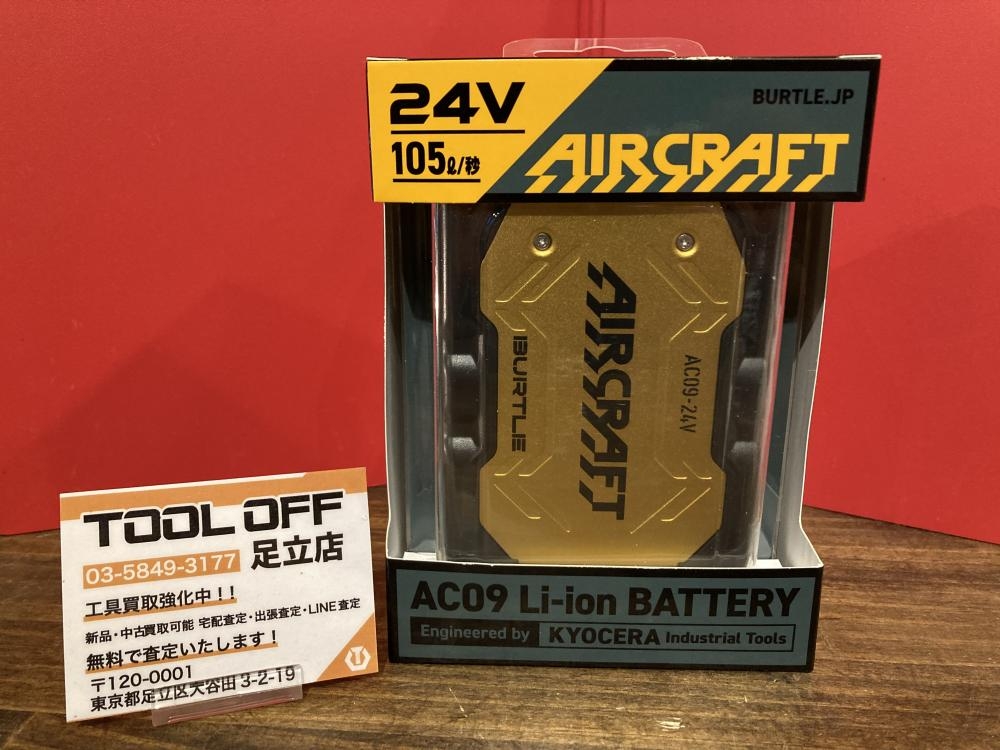 24V
105ℓ/秒
BURTLE.JP
AIRCRAFT
AIRCRAFT
BURTLE
AC09-24V
AC09 Li-ion BATTERY
Engineered by KYOCERA Industrial Tools
TOOL OFF
足立店
03-5849-3177
工具買取強化中!!
新品・中古買取可能 宅配査定・出張査定・LINE査定
無料で査定いたします!
〒120-0001
東京都足立区大谷田3-2-19